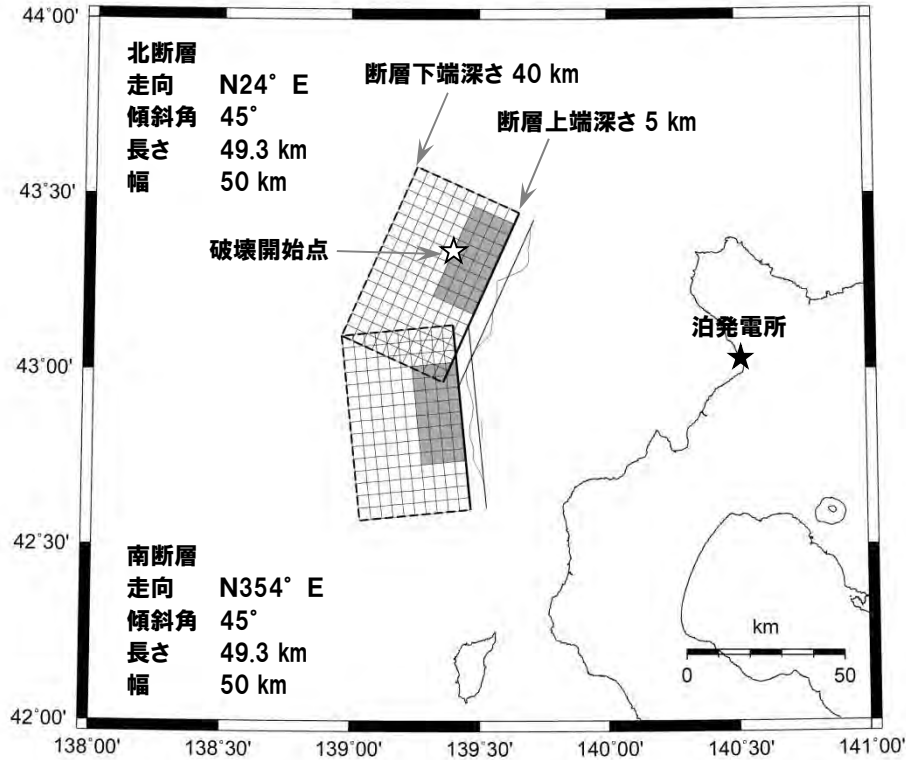 44°00'
北断層
走向 N24° E
傾斜角 45°
長さ 49.3 km
幅 50 km
断層下端深さ 40 km
断層上端深さ 5 km
43°30'
破壊開始点
泊発電所
43°00'
42°30'
南断層
走向 N354° E
傾斜角 45°
長さ 49.3 km
幅 50 km
km
0 50
42°00'
138°00' 138°30' 139°00' 139°30' 140°00' 140°30' 141°00'